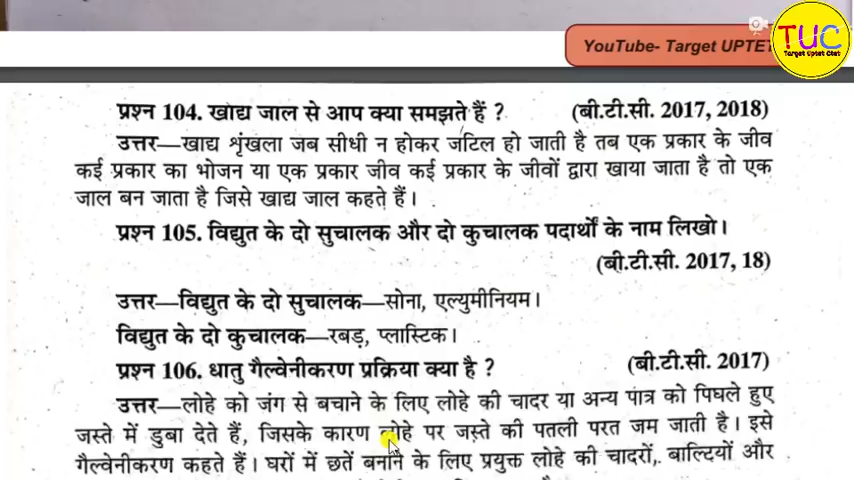 YouTube- Target UPTET
TUC
Target Uptet Ctet
प्रश्न 104. खाद्य जाल से आप क्या समझते हैं ? (बी.टी.सी. 2017, 2018)
उत्तर—खाद्य शृंखला जब सीधी न होकर जटिल हो जाती है तब एक प्रकार के जीव
कई प्रकार का भोजन या एक प्रकार जीव कई प्रकार के जीवों द्वारा खाया जाता है तो एक
जाल बन जाता है जिसे खाद्य जाल कहते हैं।
प्रश्न 105. विद्युत के दो सुचालक और दो कुचालक पदार्थों के नाम लिखो।
(बी.टी.सी. 2017, 18)
उत्तर—विद्युत के दो सुचालक—सोना, एल्युमीनियम।
विद्युत के दो कुचालक—रबड़, प्लास्टिक।
प्रश्न 106. धातु गैल्वेनीकरण प्रक्रिया क्या है ? (बी.टी.सी. 2017)
उत्तर—लोहे को जंग से बचाने के लिए लोहे की चादर या अन्य पात्र को पिघले हुए
जस्ते में डुबा देते हैं, जिसके कारण लोहे पर जस्ते की पतली परत जम जाती है। इसे
गैल्वेनीकरण कहते हैं। घरों में छतें बनाने के लिए प्रयुक्त लोहे की चादरों, बाल्टियों और